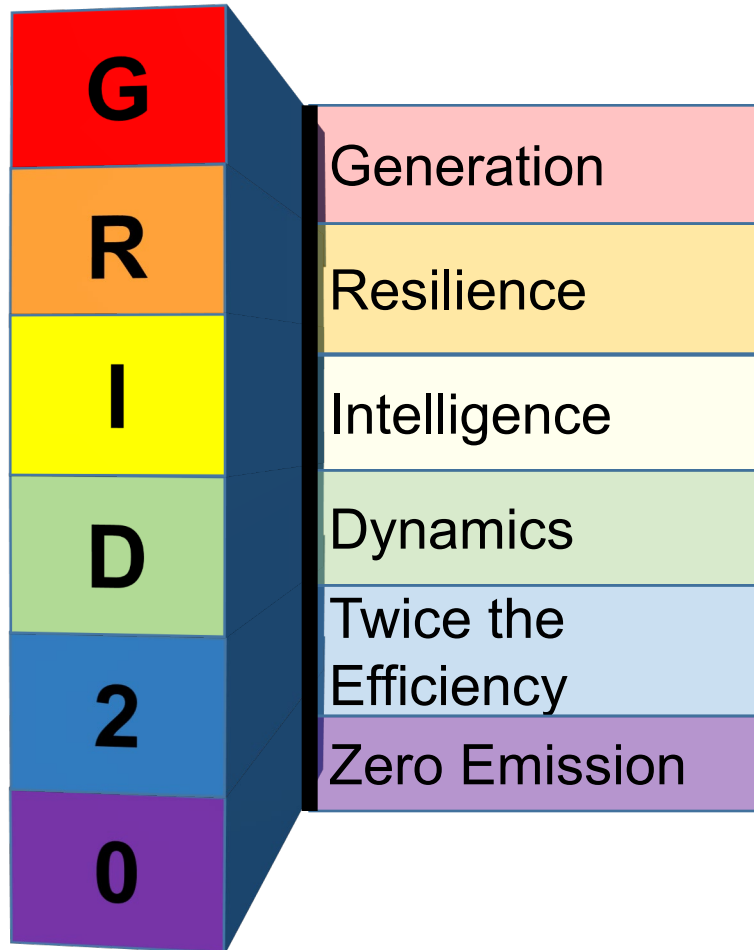 G
Generation
R
Resilience
I
Intelligence
D
Dynamics
2
Twice the
Efficiency
0
Zero Emission